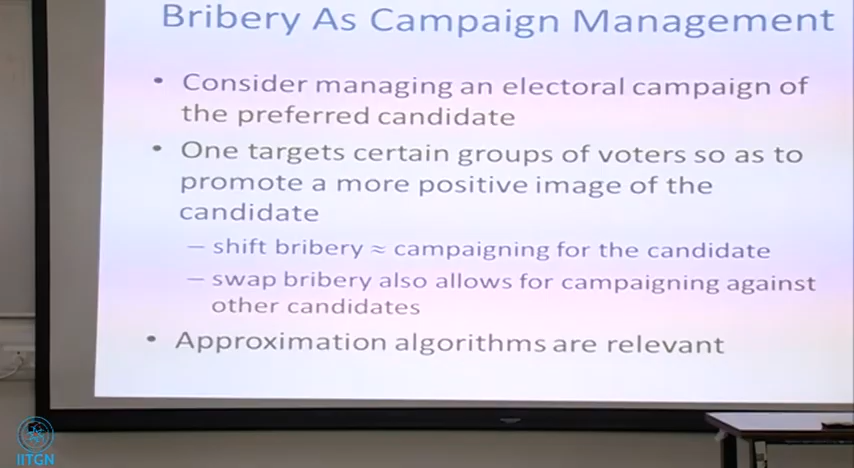 Bribery As Campaign Management
• Consider managing an electoral campaign of
the preferred candidate
• One targets certain groups of voters so as to
promote a more positive image of the
candidate
– shift bribery ≈ campaigning for the candidate
– swap bribery also allows for campaigning against
other candidates
• Approximation algorithms are relevant
IITGN